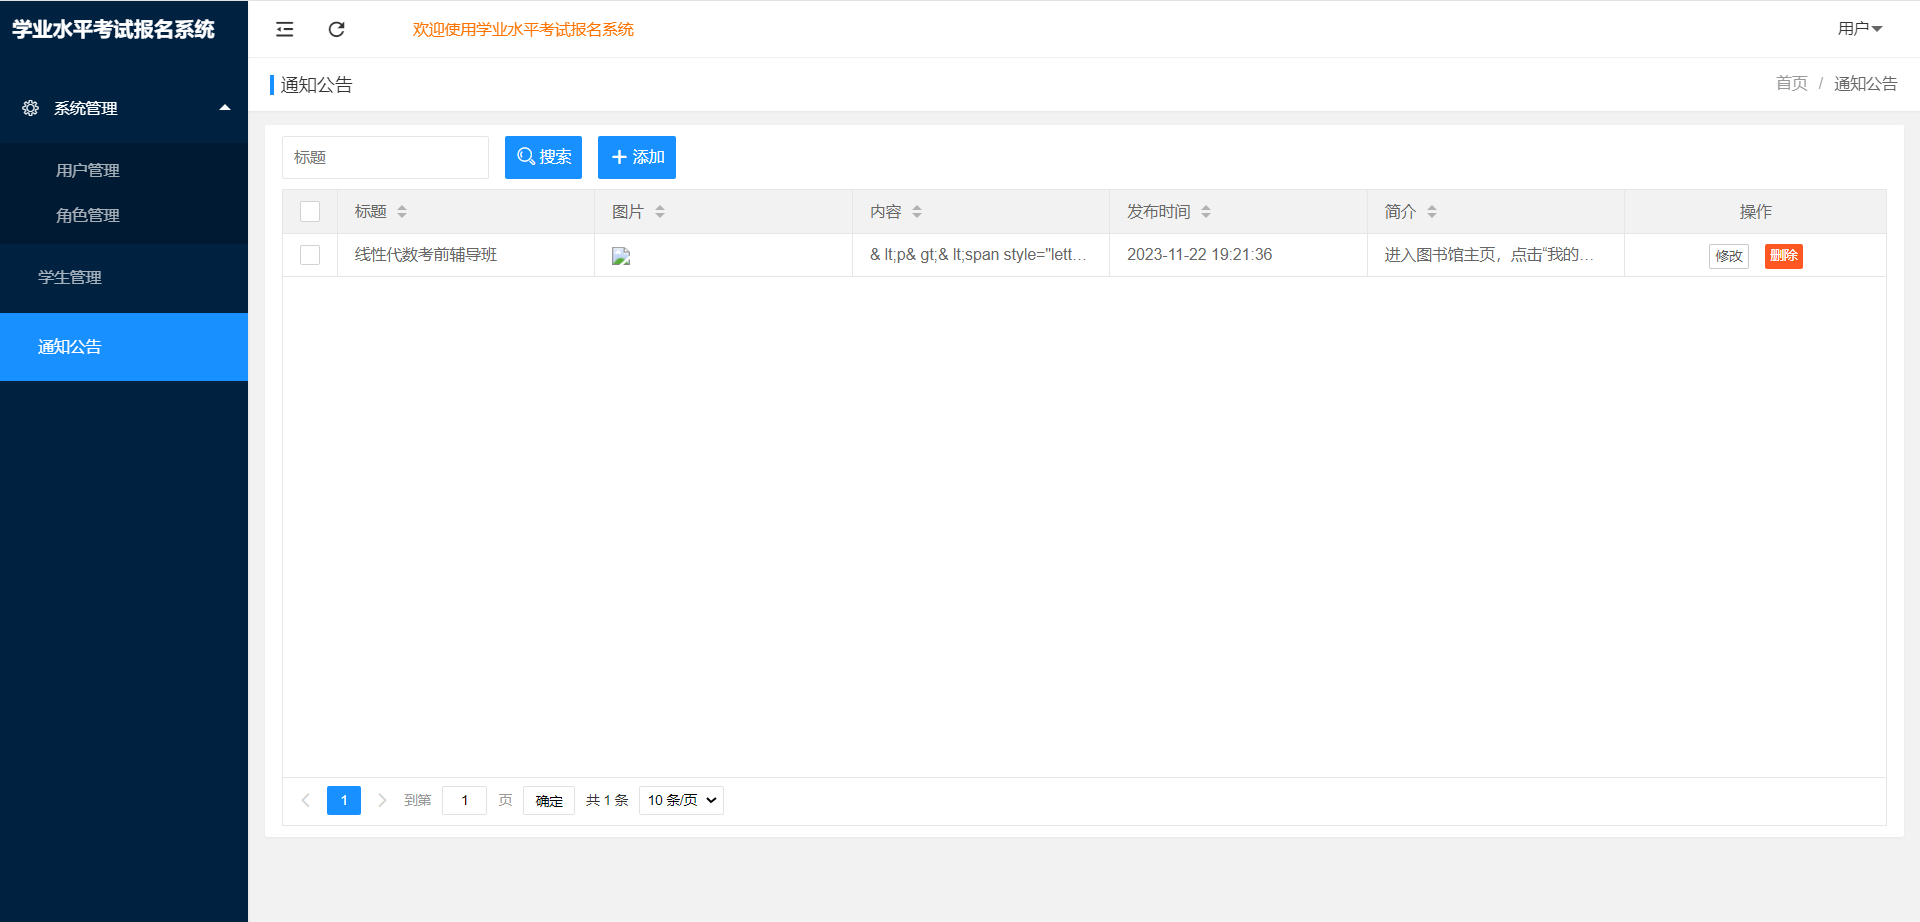 学业水平考试报名系统
欢迎使用学业水平考试报名系统
用户
系统管理
用户管理
角色管理
学生管理
通知公告
通知公告
首页 / 通知公告
标题
搜索
添加
标题 图片 内容 发布时间 简介 操作
线性代数考前辅导班 & lt;p& gt;& lt;span style="lett... 2023-11-22 19:21:36 进入图书馆主页，点击“我的... 修改 删除
1 到第 1 页 确定 共 1 条 10 条/页